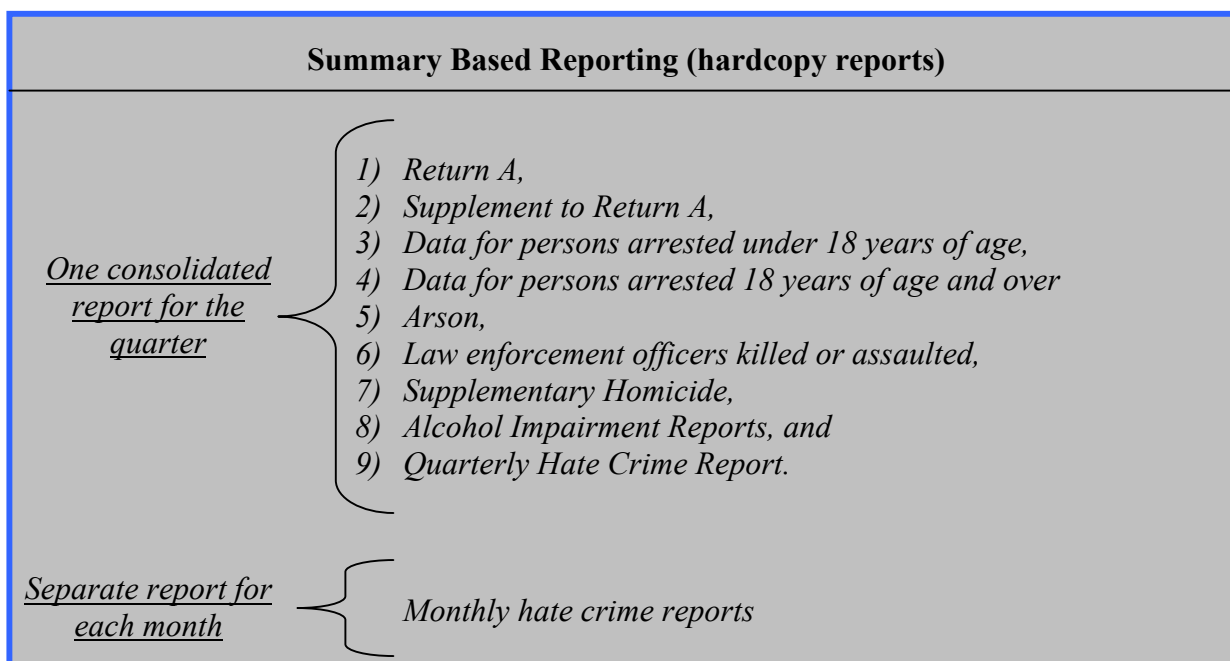 Summary Based Reporting (hardcopy reports)
One consolidated
report for the
quarter
1) Return A,
2) Supplement to Return A,
3) Data for persons arrested under 18 years of age,
4) Data for persons arrested 18 years of age and over
5) Arson,
6) Law enforcement officers killed or assaulted,
7) Supplementary Homicide,
8) Alcohol Impairment Reports, and
9) Quarterly Hate Crime Report.
Separate report for
each month
Monthly hate crime reports